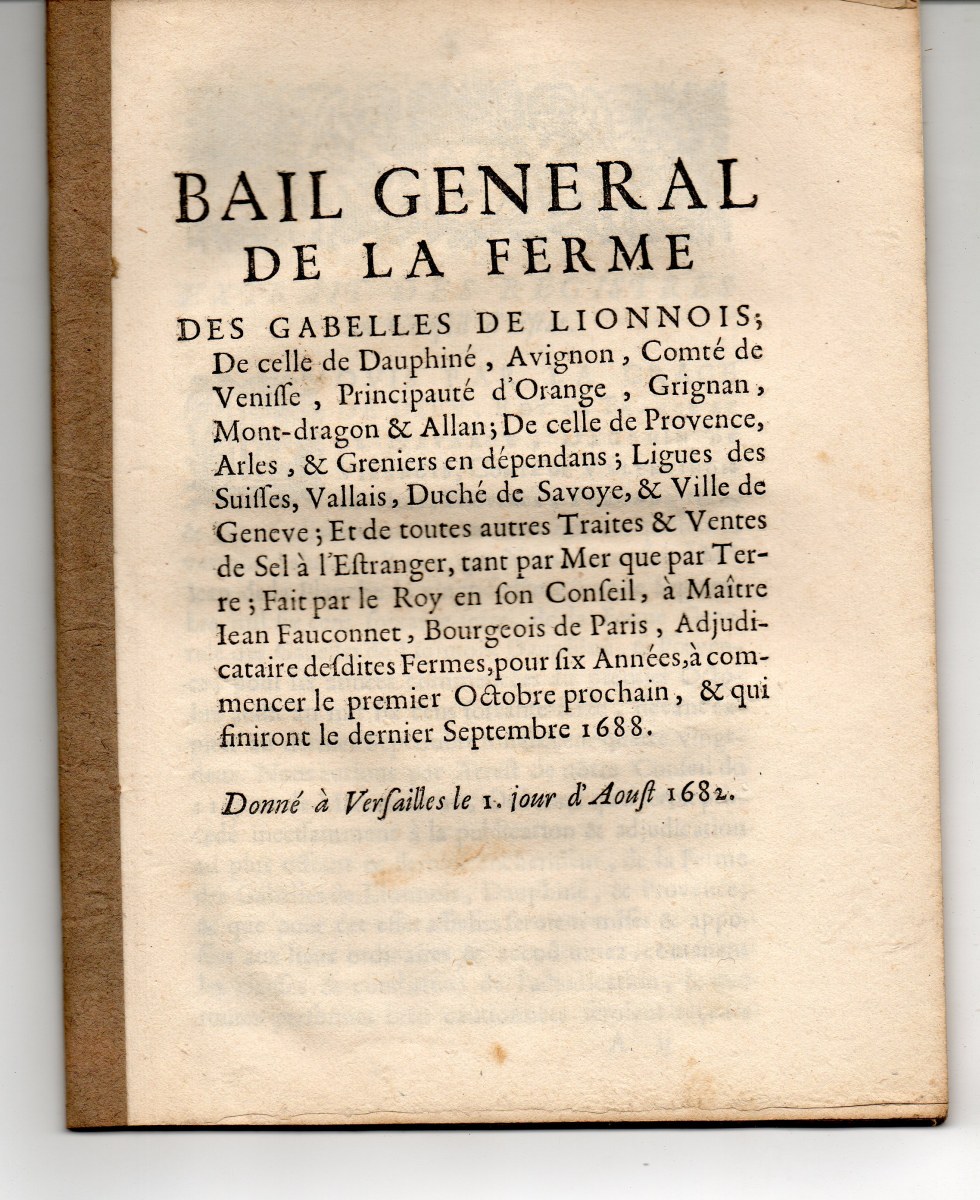 BAIL GENERAL
DE LA FERME
DES GABELLES DE LIONNOIS;
De celle de Dauphiné, Avignon, Comté de
Veniſſe, Principauté d'Orange, Grignan,
Mont-dragon & Allan; De celle de Provence,
Arles, & Greniers en dépendans; Ligues des
Suiſſes, Vallais, Duché de Savoye, & Ville de
Geneve; Et de toutes autres Traites & Ventes
de Sel à l'Eſtranger, tant par Mer que par Ter-
re; Fait par le Roy en ſon Conſeil, à Maître
Iean Fauconnet, Bourgeois de Paris, Adjudi-
cataire deſdites Fermes, pour ſix Années, à com-
mencer le premier Octobre prochain, & qui
finiront le dernier Septembre 1688.
Donné à Verſailles le 1. jour d'Aouſt 1682.